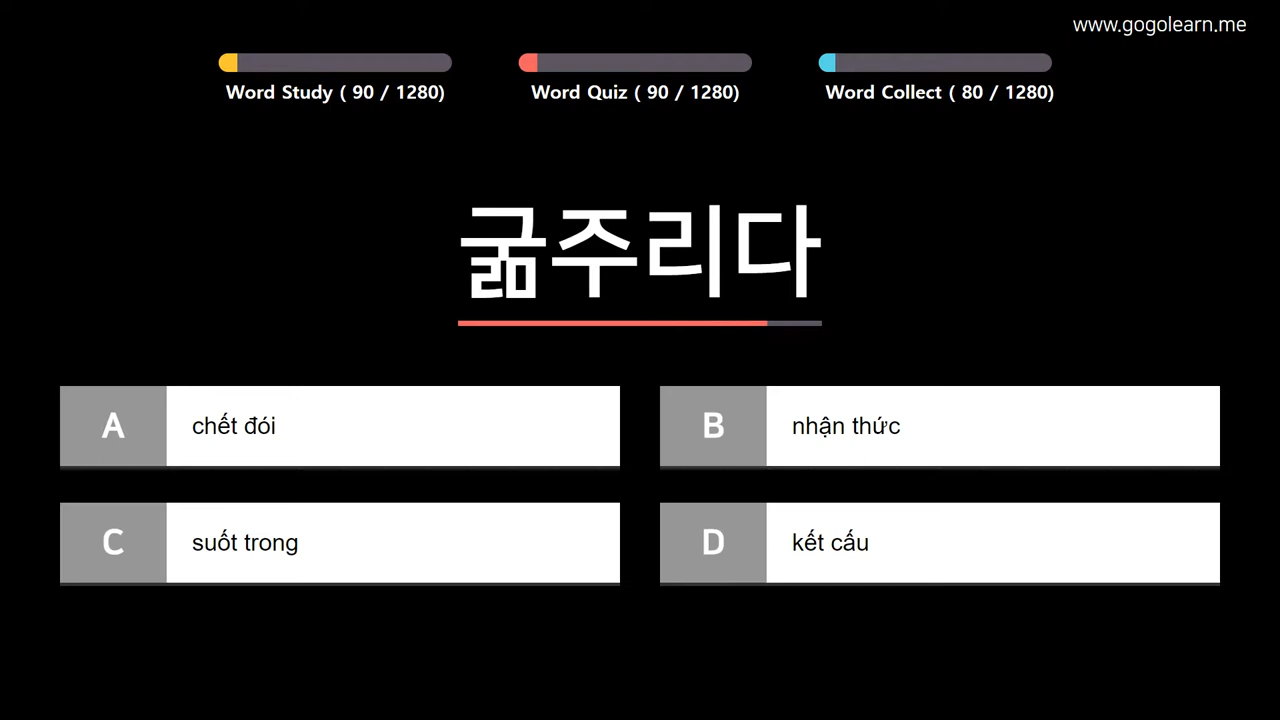 www.gogolearn.me
Word Study ( 90 / 1280)
Word Quiz ( 90 / 1280)
Word Collect ( 80 / 1280)
굶주리다
A chết đói
B nhận thức
C suốt trong
D kết cấu